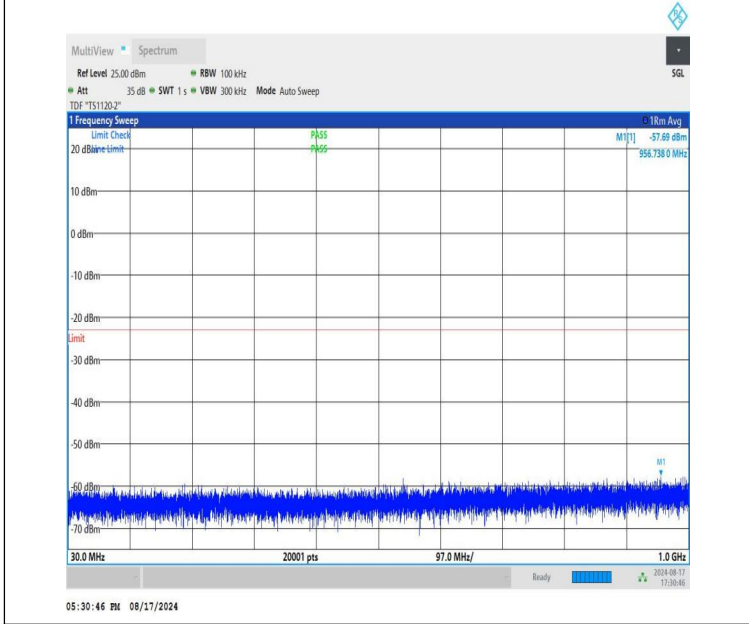 R S
MultiView Spectrum
Ref Level 25.00 dBm RBW 100 kHz SGL
Att 35 dB SWT 1 s VBW 300 kHz Mode Auto Sweep
TDF "TS1120-2"
1 Frequency Sweep 1Rm Avg
Limit Check PASS M1[1] -57.69 dBm
20 dBm Line Limit PASS 956.738 0 MHz
10 dBm
0 dBm
-10 dBm
-20 dBm
Limit
-30 dBm
-40 dBm
-50 dBm
M1
-60 dBm
-70 dBm
30.0 MHz 20001 pts 97.0 MHz/ 1.0 GHz
Ready 2024-08-17
17:30:46
05:30:46 PM 08/17/2024